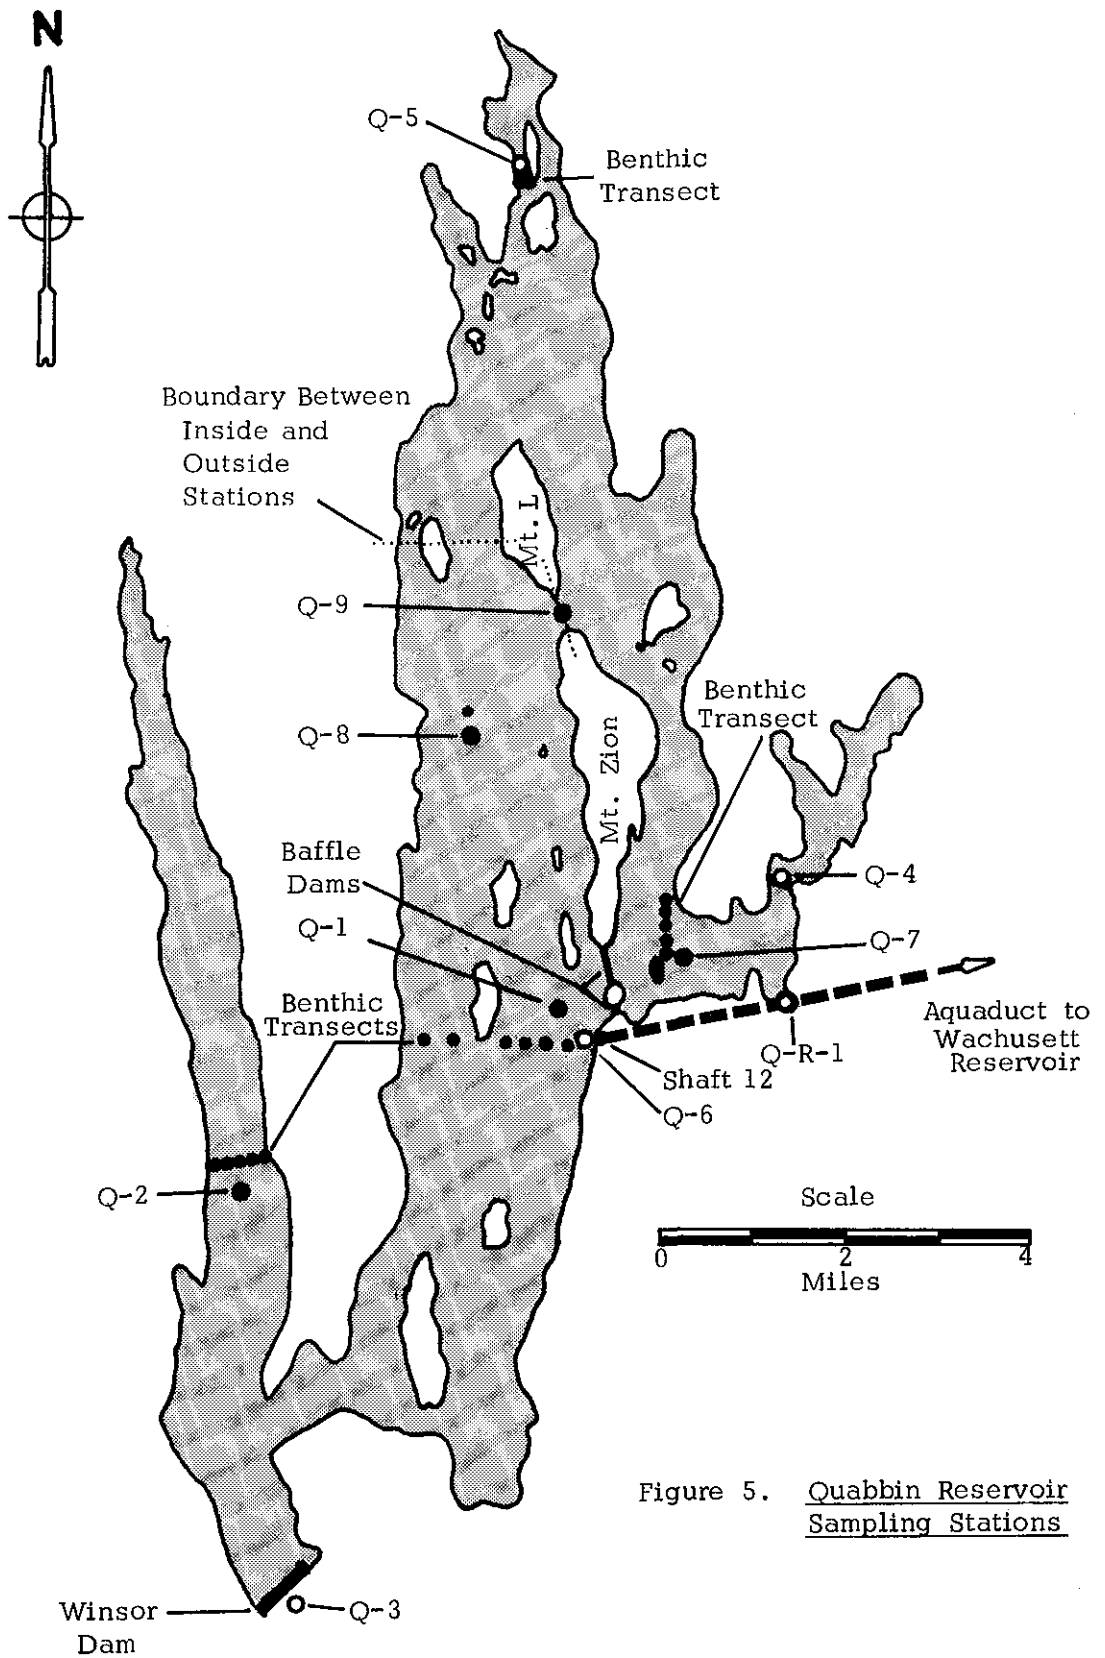 N
Q-5
Benthic
Transect
Boundary Between
Inside and
Outside
Stations
Mt. L
Q-9
Benthic
Transect
Q-8
Mt. Zion
Baffle
Dams
Q-4
Q-1
Q-7
Benthic
Transects
Aquaduct to
Wachusett
Reservoir
Q-R-1
Shaft 12
Q-6
Q-2
Scale
0 2 4
Miles
Figure 5. Quabbin Reservoir
Sampling Stations
Winsor
Dam
Q-3